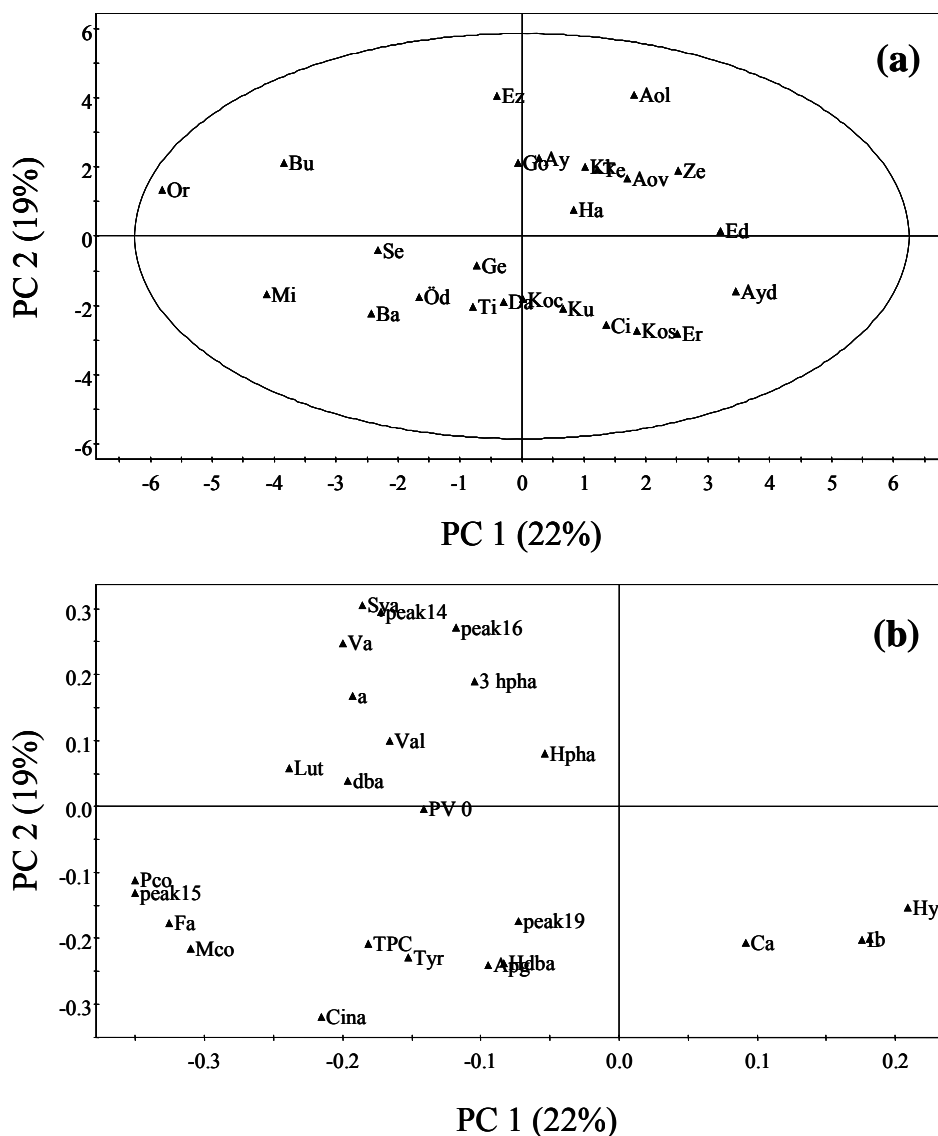 (a)
PC 2 (19%)
6
4
2
0
-2
-4
-6
Ez
Aol
Bu
Go
Ay
Te
Aov
Ze
Or
Ha
Ed
Se
Ge
Mi
Öd
Ba
Ti
Da
Koc
Ku
Ayd
Ci
Kos
Er
-6 -5 -4 -3 -2 -1 0 1 2 3 4 5 6
PC 1 (22%)
(b)
PC 2 (19%)
0.3
0.2
0.1
0.0
-0.1
-0.2
-0.3
Sya
peak14
peak16
Va
3 hpha
a
Val
Hpha
Lut
dba
PV 0
Pco
peak15
Fa
Mco
TPC
Tyr
peak19
Apg
Hdba
Cina
Ca
Ib
Hy
-0.3 -0.2 -0.1 0.0 0.1 0.2
PC 1 (22%)